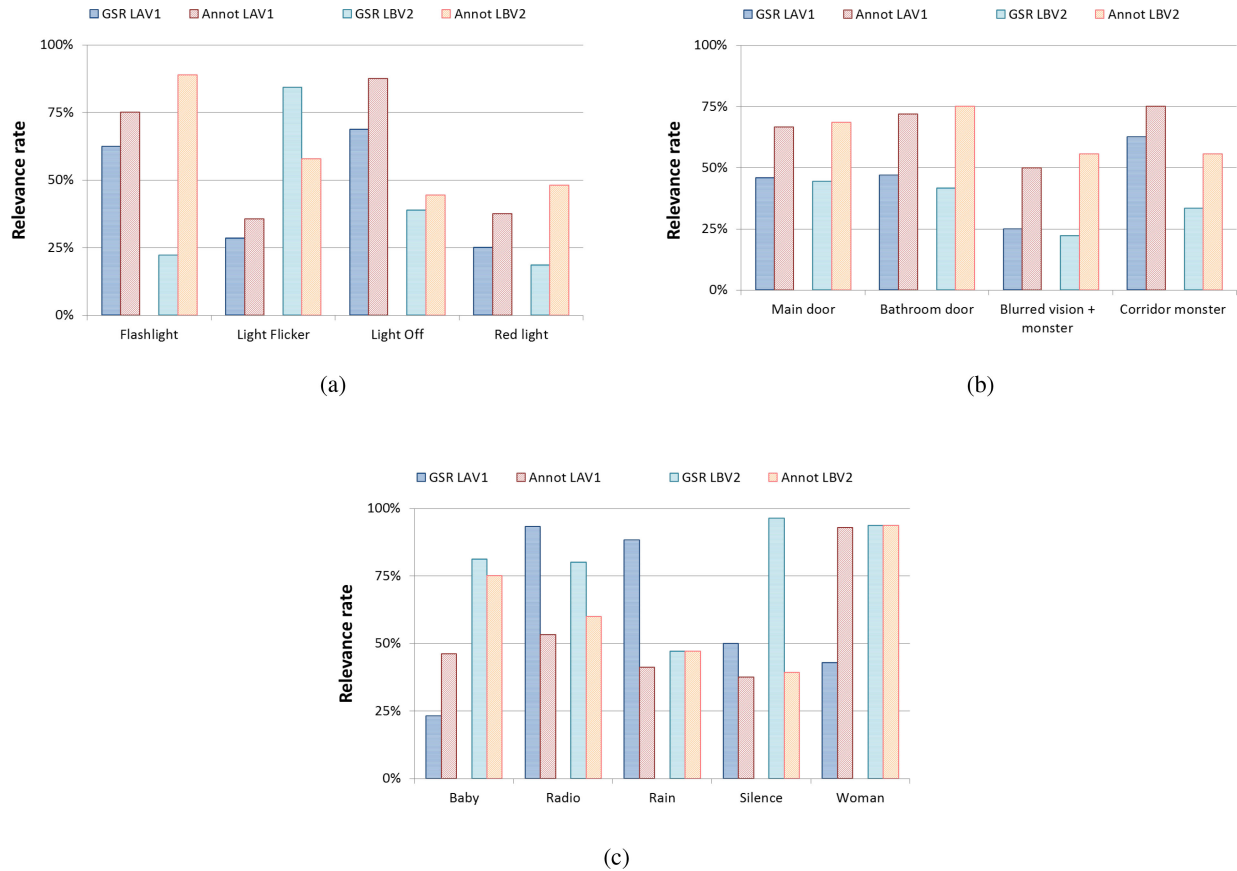 GSR LAV1 Annot LAV1 GSR LBV2 Annot LBV2
100%
75%
50%
25%
0%
Relevance rate
Flashlight Light Flicker Light Off Red light
(a)
GSR LAV1 Annot LAV1 GSR LBV2 Annot LBV2
100%
75%
50%
25%
0%
Relevance rate
Main door Bathroom door Blurred vision + Corridor monster
monster
(b)
GSR LAV1 Annot LAV1 GSR LBV2 Annot LBV2
100%
75%
50%
25%
0%
Relevance rate
Baby Radio Rain Silence Woman
(c)